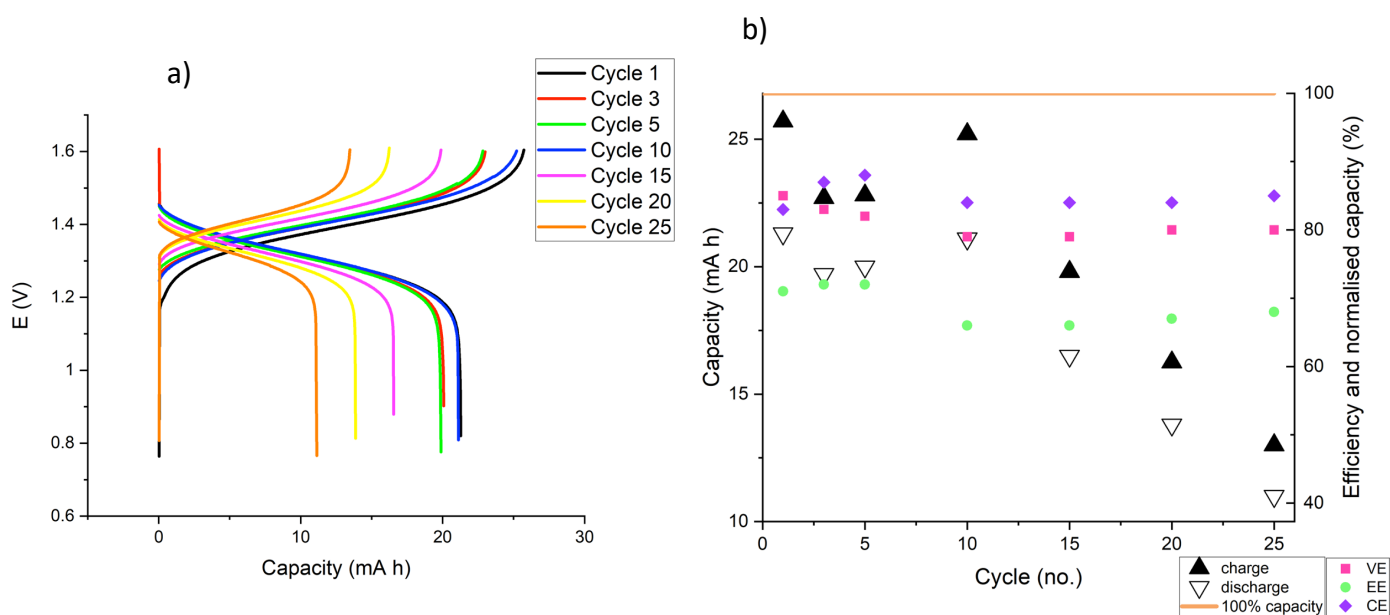 a)
Cycle 1
Cycle 3
Cycle 5
Cycle 10
Cycle 15
Cycle 20
Cycle 25
1.6
1.4
1.2
1
0.8
0.6
E (V)
0
10
20
30
Capacity (mA h)
b)
25
20
15
10
Capacity (mA h)
100
80
60
40
Efficiency and normalised capacity (%)
0
5
10
15
20
25
Cycle (no.)
charge
discharge
100% capacity
VE
EE
CE